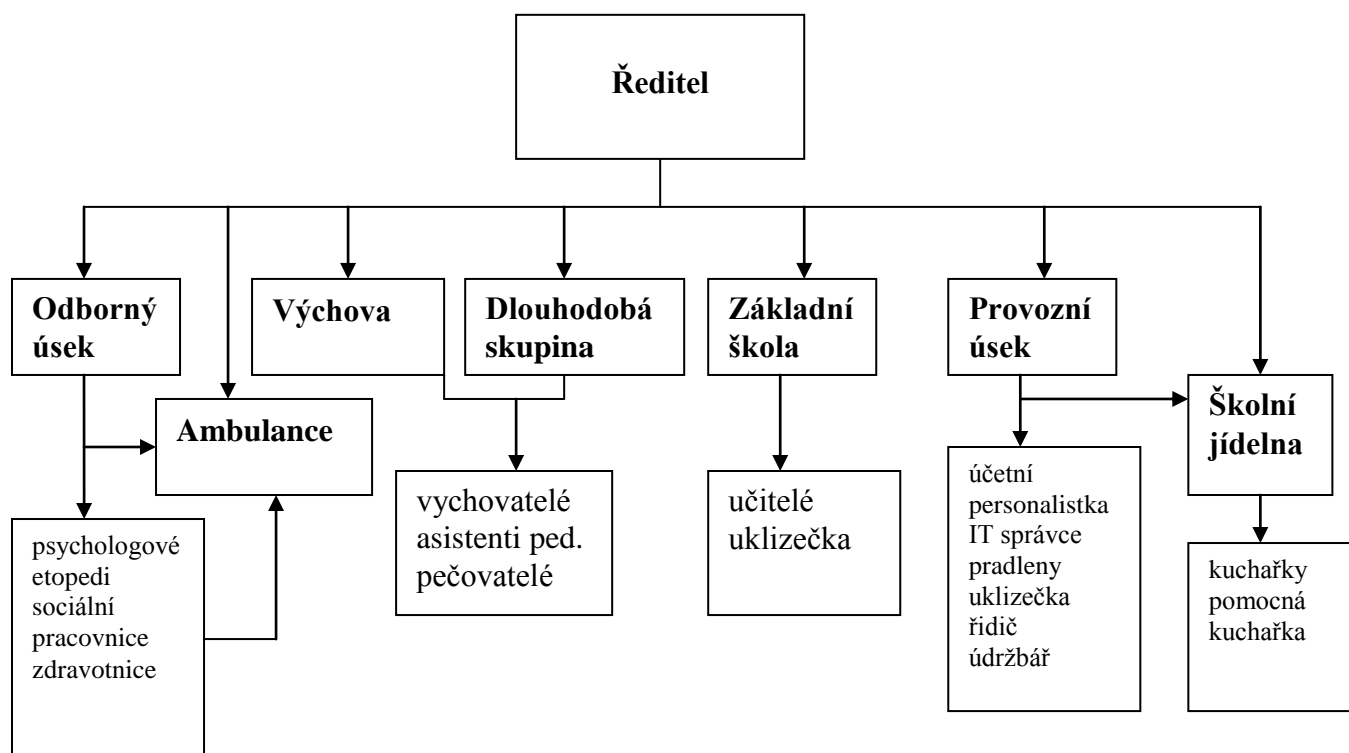 Ředitel
Odborný
úsek
Výchova
Dlouhodobá
skupina
Základní
škola
Provozní
úsek
Ambulance
Školní
jídelna
psychologové
etopedi
sociální
pracovnice
zdravotnice
vychovatelé
asistenti ped.
pečovatelé
učitelé
uklizečka
účetní
personalistka
IT správce
pradleny
uklizečka
řidič
údržbář
kuchařky
pomocná
kuchařka